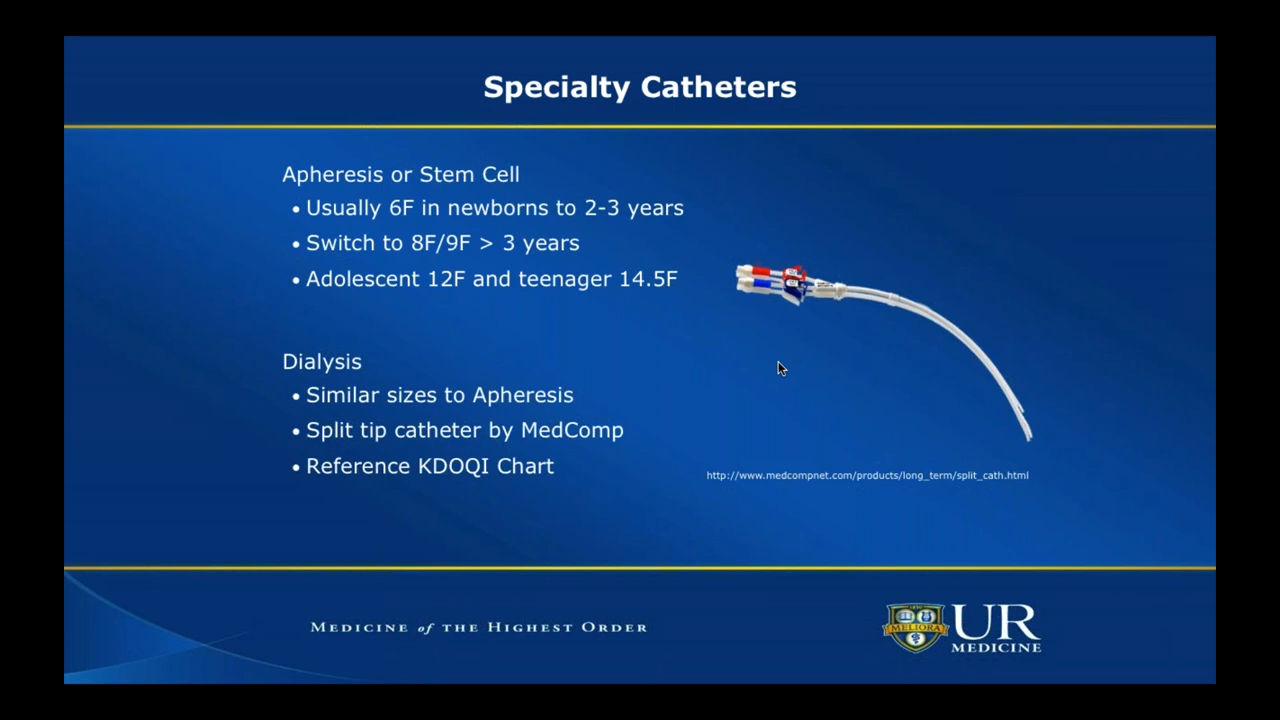 Specialty Catheters
Apheresis or Stem Cell
• Usually 6F in newborns to 2-3 years
• Switch to 8F/9F > 3 years
• Adolescent 12F and teenager 14.5F
Dialysis
• Similar sizes to Apheresis
• Split tip catheter by MedComp
• Reference KDOQI Chart
http://www.medcompnet.com/products/long_term/split_cath.html
MEDICINE of THE HIGHEST ORDER
MELIORA
UR
MEDICINE